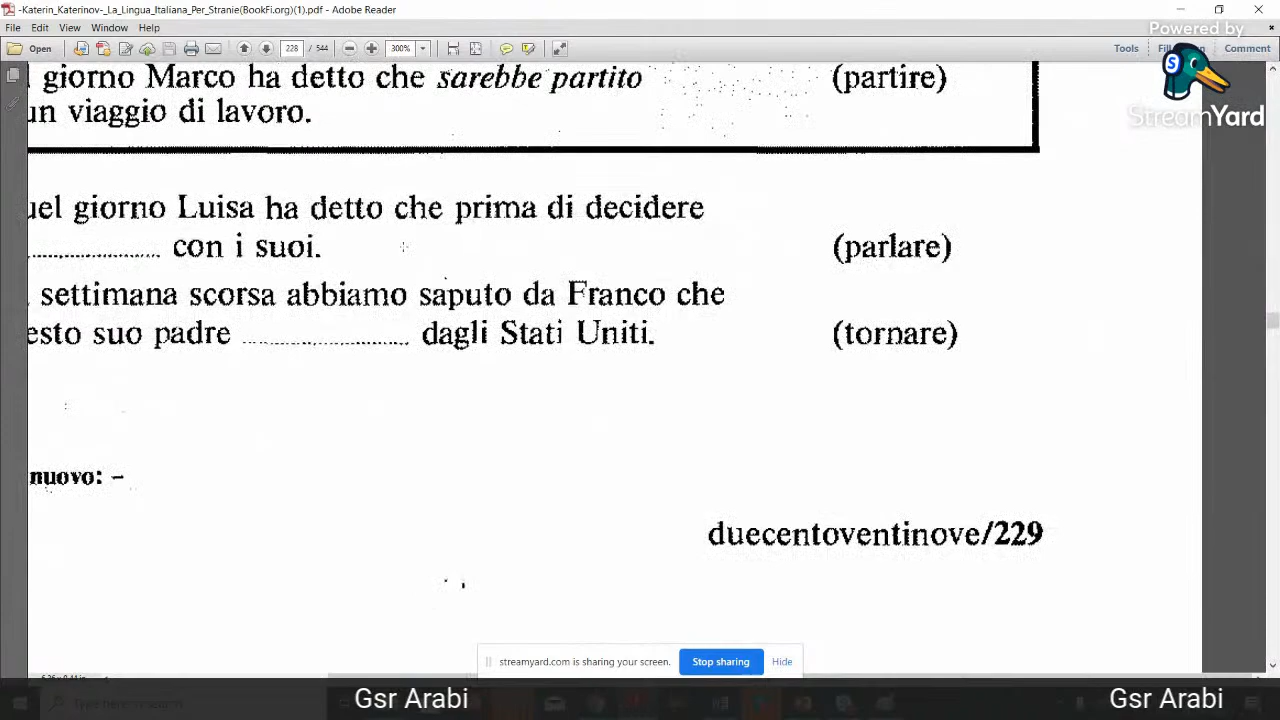 -Katerin_Katerinov-_La_Lingua_Italiana_Per_Stranie(BookFi.org)(1).pdf - Adobe Reader
File Edit View Window Help
Powered by
Open 228 / 544 300% Tools Comment
StreamYard
l giorno Marco ha detto che sarebbe partito (partire)
un viaggio di lavoro.
uel giorno Luisa ha detto che prima di decidere
.................. con i suoi. (parlare)
settimana scorsa abbiamo saputo da Franco che
esto suo padre ...................... dagli Stati Uniti. (tornare)
nuovo: –
duecentoventinove/229
streamyard.com is sharing your screen. Stop sharing Hide
Gsr Arabi Gsr Arabi